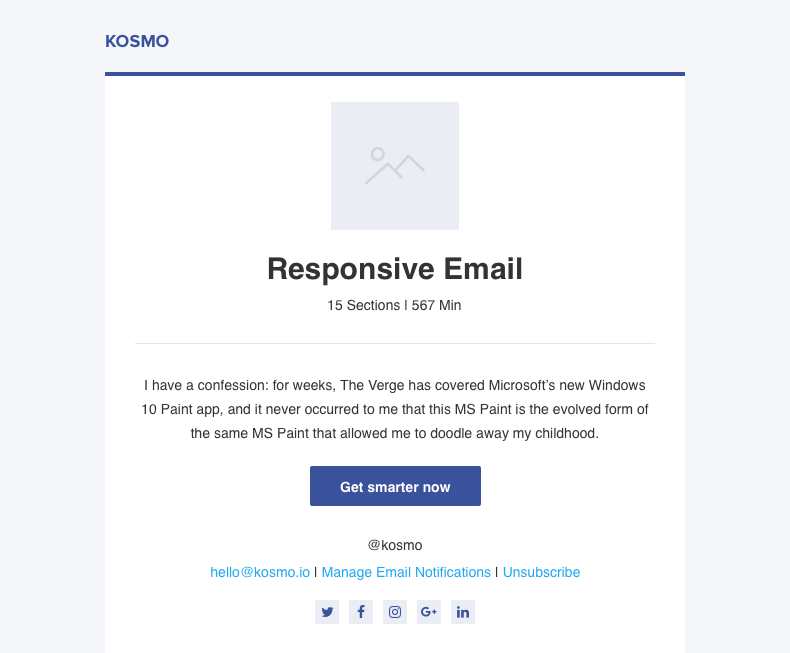 KOSMO
Responsive Email
15 Sections | 567 Min
I have a confession: for weeks, The Verge has covered Microsoft’s new Windows
10 Paint app, and it never occurred to me that this MS Paint is the evolved form of
the same MS Paint that allowed me to doodle away my childhood.
Get smarter now
@kosmo
hello@kosmo.io | Manage Email Notifications | Unsubscribe